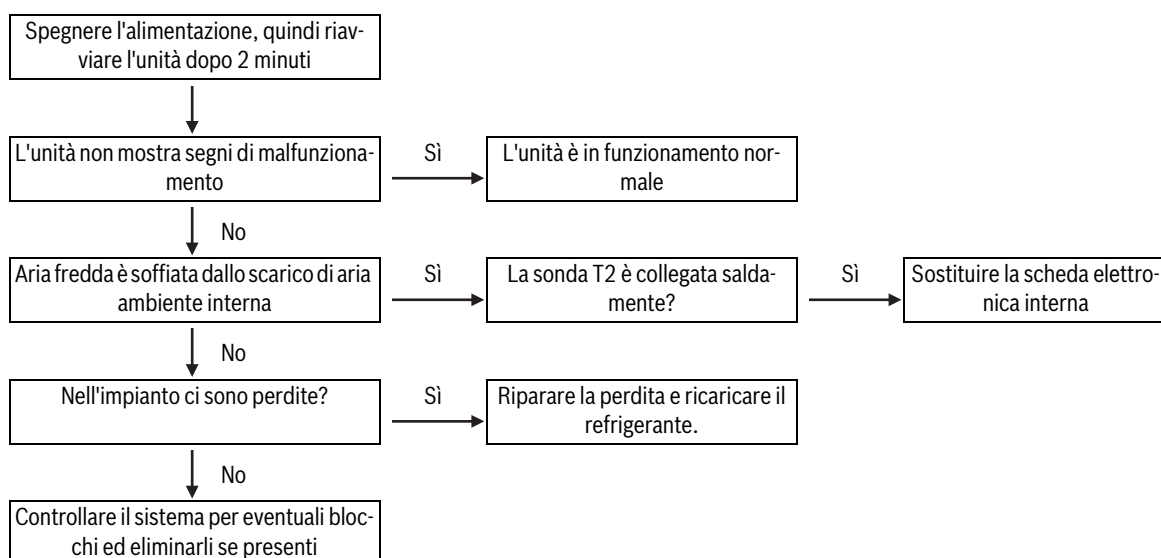 Spegnere l'alimentazione, quindi riav-
viare l'unità dopo 2 minuti
L'unità non mostra segni di malfunziona-
mento
Sì
L'unità è in funzionamento nor-
male
No
Aria fredda è soffiata dallo scarico di aria
ambiente interna
Sì
La sonda T2 è collegata salda-
mente?
Sì
Sostituire la scheda elettro-
nica interna
No
Nell'impianto ci sono perdite?
Sì
Riparare la perdita e ricaricare il
refrigerante.
No
Controllare il sistema per eventuali bloc-
chi ed eliminarli se presenti